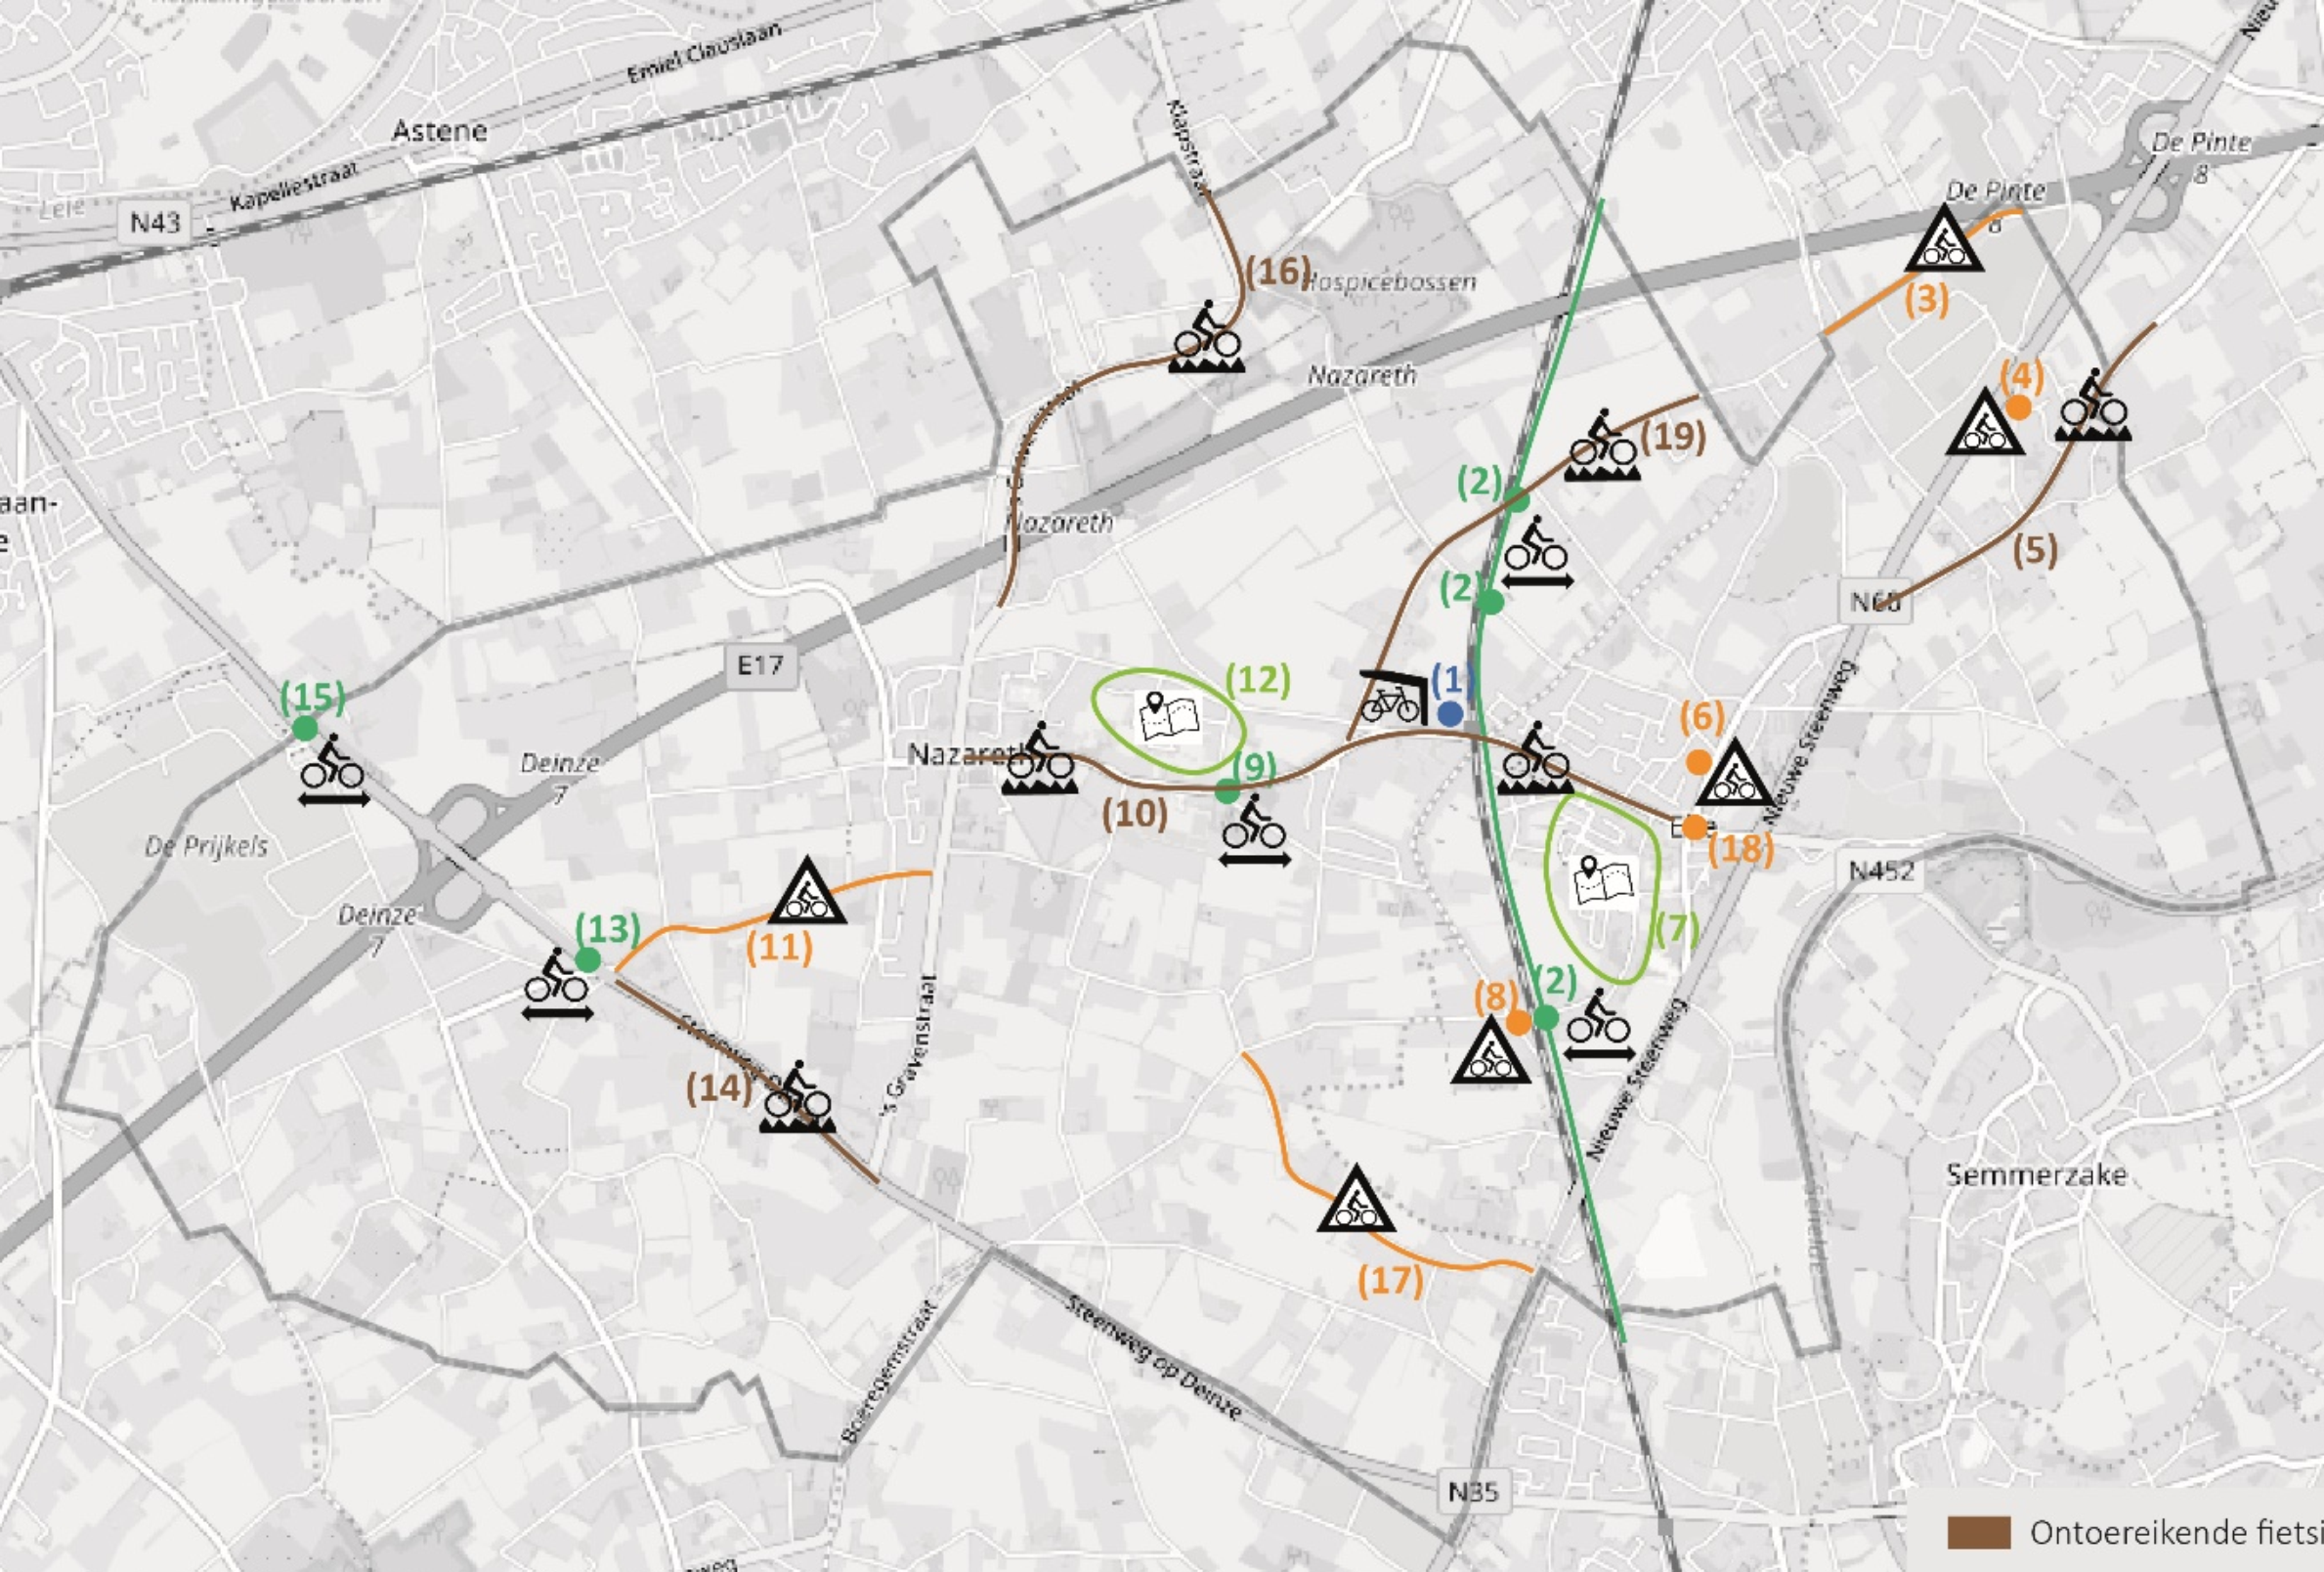 Emiel Clauslaan
Astene
Klapstraat
De Pinte
8
De Pinte
8
Kapellestraat
Leie
N43
(16)
Hospicebossen
(3)
Nazareth
(4)
(19)
(2)
Nazareth
(5)
(2)
N60
E17
(15)
(12)
(1)
(6)
Nieuwe Steenweg
Nazareth
Deinze
7
(9)
(10)
(18)
De Prijkels
N452
Deinze
7
(13)
(11)
(7)
(2)
(8)
's Gravenstraat
(14)
Nieuwe Steenweg
Semmerzake
(17)
Boeregemstraat
Steenweg op Deinze
N35
Ontoereikende fietsi